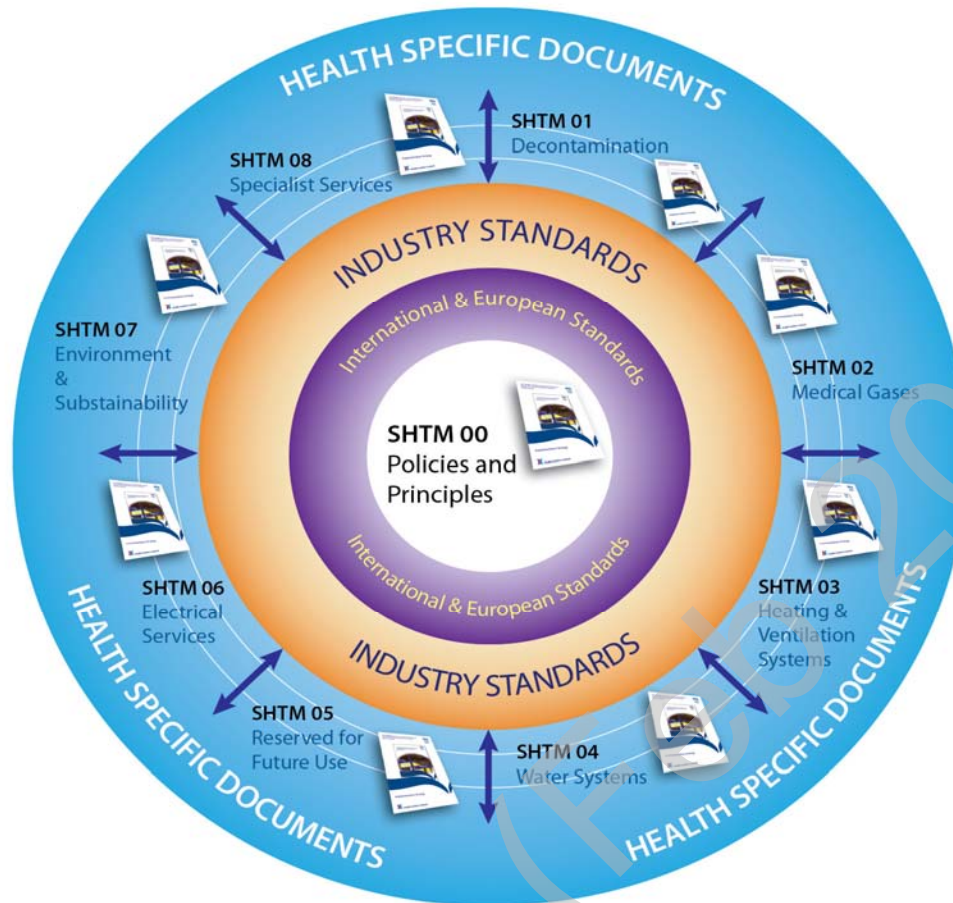 HEALTH SPECIFIC DOCUMENTS
SHTM 01
Decontamination
SHTM 08
Specialist Services
INDUSTRY STANDARDS
International & European Standards
SHTM 07
Environment
&
Substainability
SHTM 02
Medical Gases
SHTM 00
Policies and
Principles
International & European Standards
SHTM 06
Electrical
Services
SHTM 03
Heating &
Ventilation
Systems
INDUSTRY STANDARDS
SHTM 05
Reserved for
Future Use
SHTM 04
Water Systems
HEALTH SPECIFIC DOCUMENTS
HEALTH SPECIFIC DOCUMENTS
(Feb 20